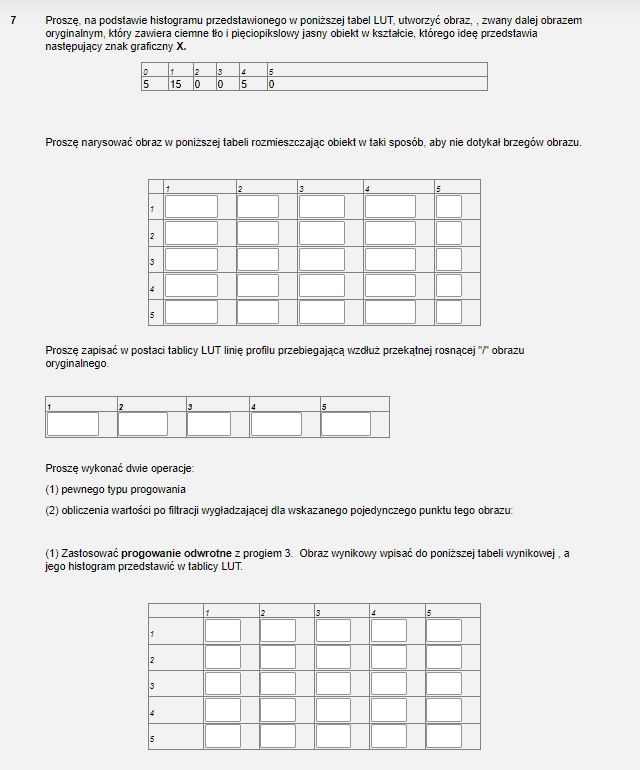 7 Proszę, na podstawie histogramu przedstawionego w poniższej tabel LUT, utworzyć obraz, , zwany dalej obrazem
oryginalnym, który zawiera ciemne tło i pięciopikslowy jasny obiekt w kształcie, którego ideę przedstawia
następujący znak graficzny X.
0 1 2 3 4 5
5 15 0 0 5 0
Proszę narysować obraz w poniższej tabeli rozmieszczając obiekt w taki sposób, aby nie dotykał brzegów obrazu.
1 2 3 4 5
1
2
3
4
5
Proszę zapisać w postaci tablicy LUT linię profilu przebiegającą wzdłuż przekątnej rosnącej "/" obrazu
oryginalnego.
1 2 3 4 5
Proszę wykonać dwie operacje:
(1) pewnego typu progowania
(2) obliczenia wartości po filtracji wygładzającej dla wskazanego pojedynczego punktu tego obrazu:
(1) Zastosować progowanie odwrotne z progiem 3. Obraz wynikowy wpisać do poniższej tabeli wynikowej , a
jego histogram przedstawić w tablicy LUT.
1 2 3 4 5
1
2
3
4
5